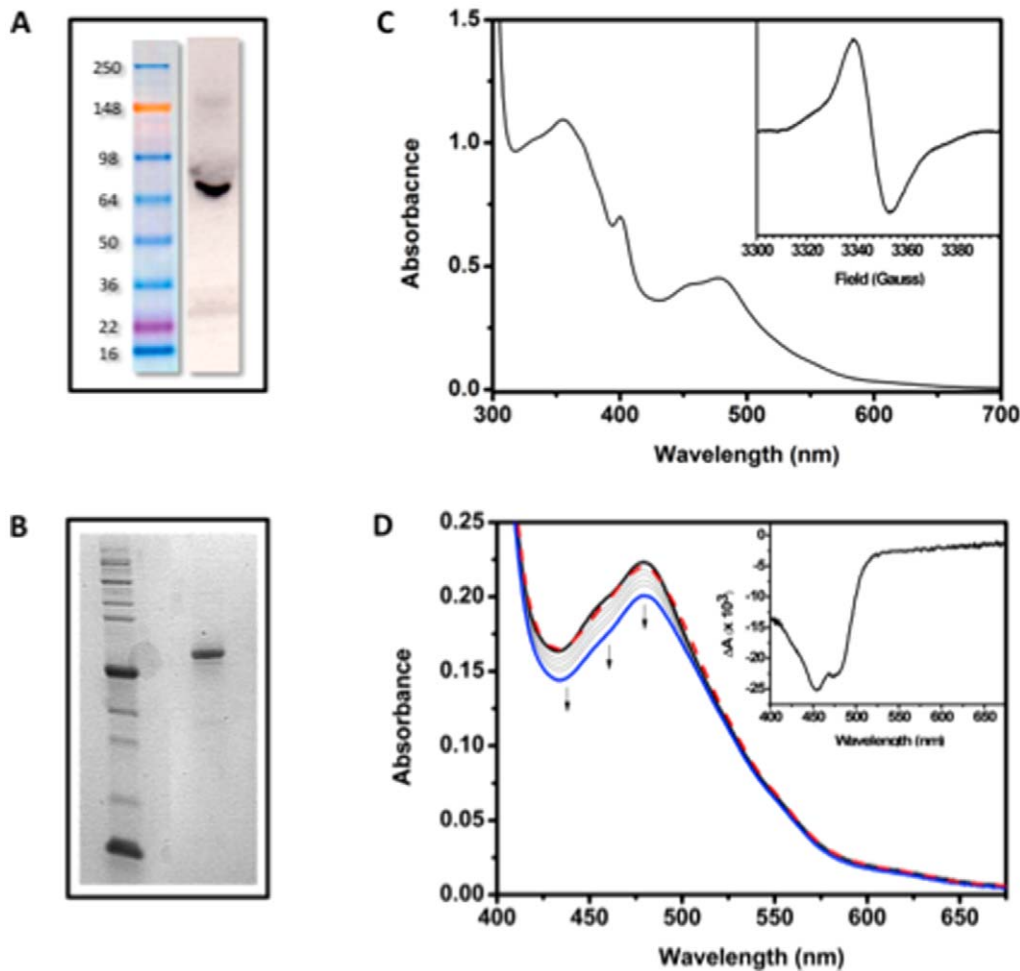 A
250
148
98
64
50
36
22
16
B
C
Absorbacnce
1.5
1.0
0.5
0.0
300 400 500 600 700
Wavelength (nm)
3300 3320 3340 3360 3380
Field (Gauss)
D
Absorbance
0.25
0.20
0.15
0.10
0.05
0.00
400 450 500 550 600 650
Wavelength (nm)
ΔA (x 10³)
0
-5
-10
-15
-20
-25
400 450 500 550 600 650
Wavelength (nm)